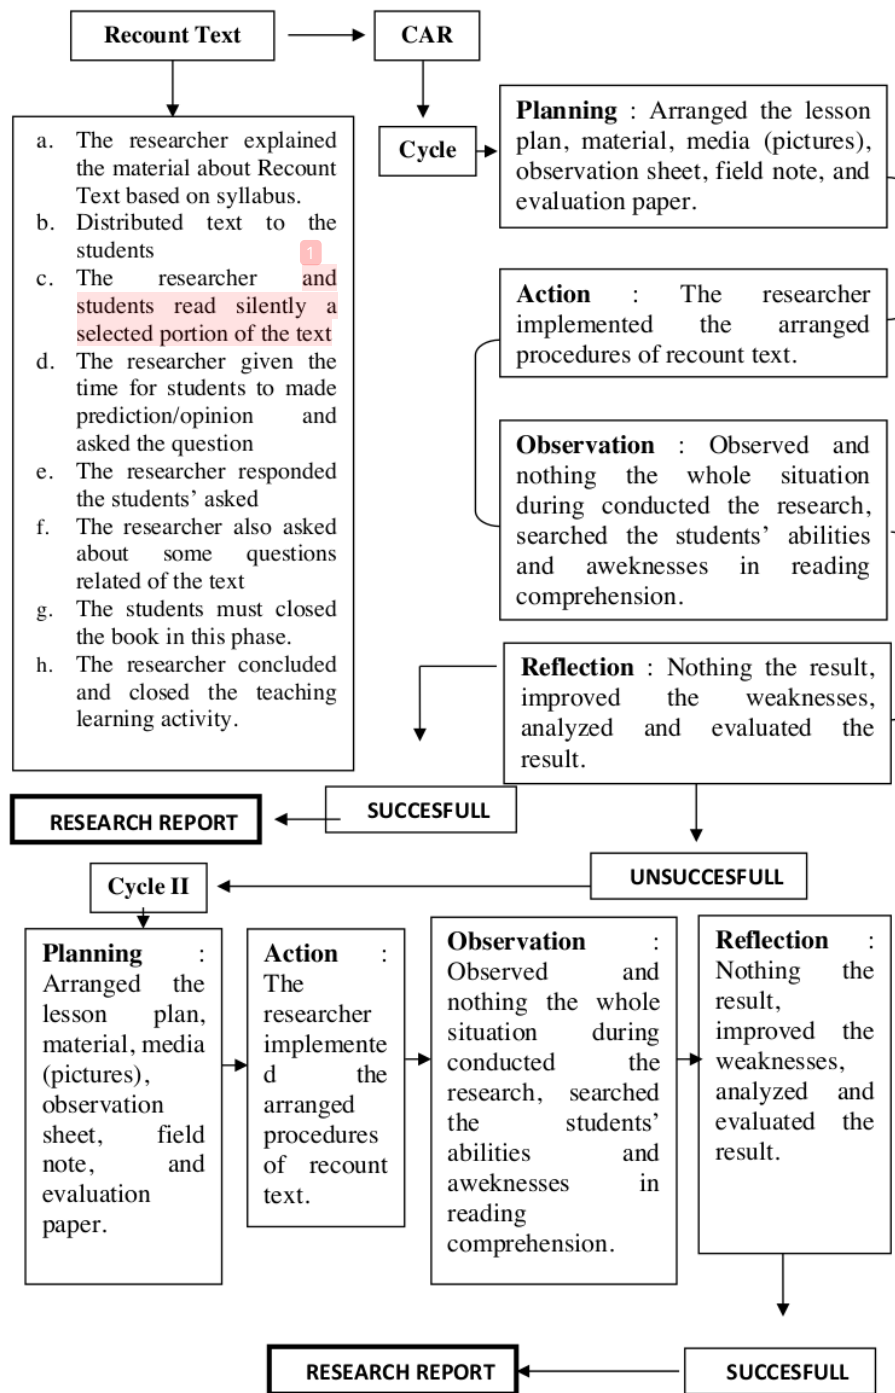 Recount Text
CAR
Cycle
a. The researcher explained
the material about Recount
Text based on syllabus.
b. Distributed text to the
students
1
c. The researcher and
students read silently a
selected portion of the text
d. The researcher given the
time for students to made
prediction/opinion and
asked the question
e. The researcher responded
the students’ asked
f. The researcher also asked
about some questions
related of the text
g. The students must closed
the book in this phase.
h. The researcher concluded
and closed the teaching
learning activity.
Planning : Arranged the lesson
plan, material, media (pictures),
observation sheet, field note, and
evaluation paper.
Action : The researcher
implemented the arranged
procedures of recount text.
Observation : Observed and
nothing the whole situation
during conducted the research,
searched the students’ abilities
and aweknesses in reading
comprehension.
Reflection : Nothing the result,
improved the weaknesses,
analyzed and evaluated the
result.
SUCCESFULL
RESEARCH REPORT
UNSUCCESFULL
Cycle II
Planning :
Arranged the
lesson plan,
material, media
(pictures),
observation
sheet, field
note, and
evaluation
paper.
Action :
The
researcher
implemente
d the
arranged
procedures
of recount
text.
Observation :
Observed and
nothing the whole
situation during
conducted the
research, searched
the students’
abilities and
aweknesses in
reading
comprehension.
Reflection :
Nothing the
result,
improved the
weaknesses,
analyzed and
evaluated the
result.
RESEARCH REPORT
SUCCESFULL